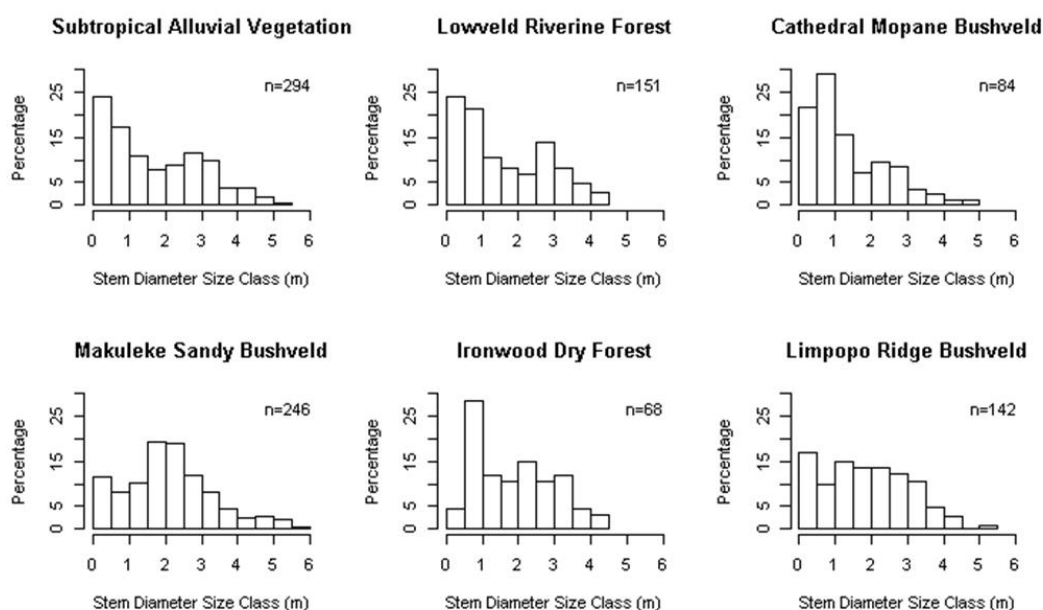 Subtropical Alluvial Vegetation
n=294
Percentage
25
15
5
0
0 1 2 3 4 5 6
Stem Diameter Size Class (m)
Lowveld Riverine Forest
n=151
Percentage
25
15
5
0
0 1 2 3 4 5 6
Stem Diameter Size Class (m)
Cathedral Mopane Bushveld
n=84
Percentage
25
15
5
0
0 1 2 3 4 5 6
Stem Diameter Size Class (m)
Makuleke Sandy Bushveld
n=246
Percentage
25
15
5
0
0 1 2 3 4 5 6
Stem Diameter Size Class (m)
Ironwood Dry Forest
n=68
Percentage
25
15
5
0
0 1 2 3 4 5 6
Stem Diameter Size Class (m)
Limpopo Ridge Bushveld
n=142
Percentage
25
15
5
0
0 1 2 3 4 5 6
Stem Diameter Size Class (m)